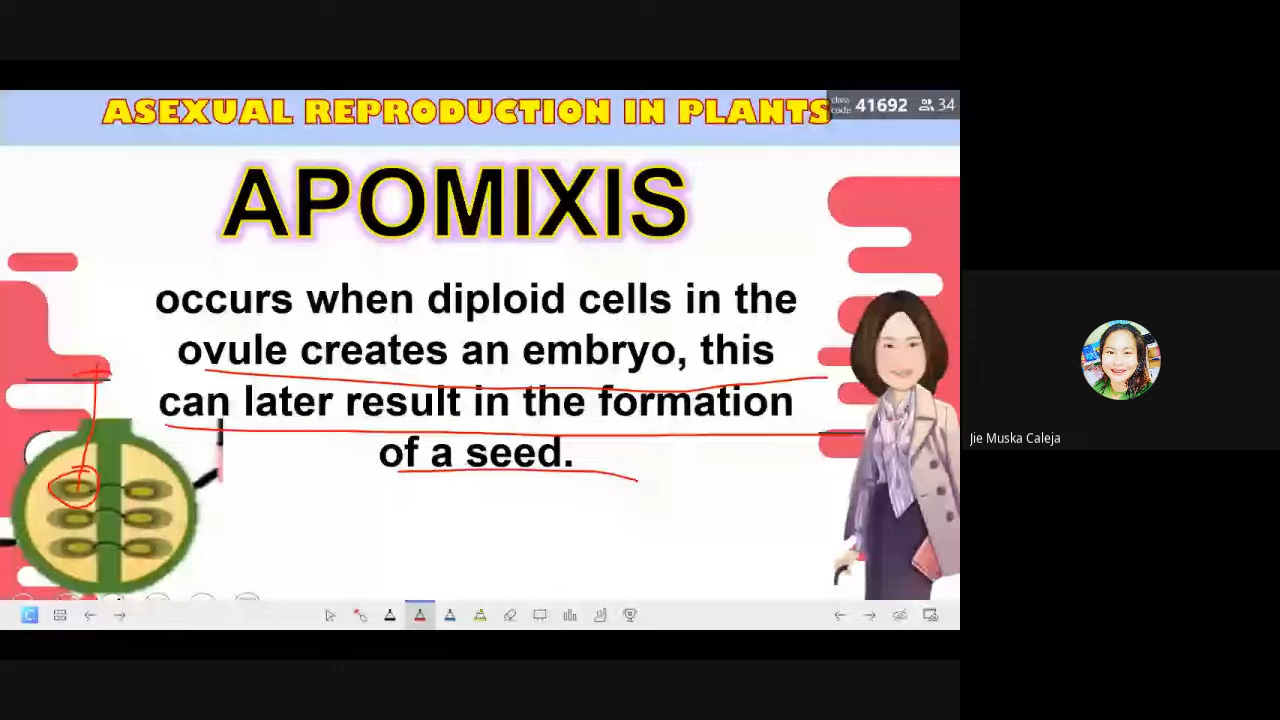 ASEXUAL REPRODUCTION IN PLANTS
class code: 41692 34
APOMIXIS
occurs when diploid cells in the
ovule creates an embryo, this
can later result in the formation
of a seed.
Jie Muska Caleja